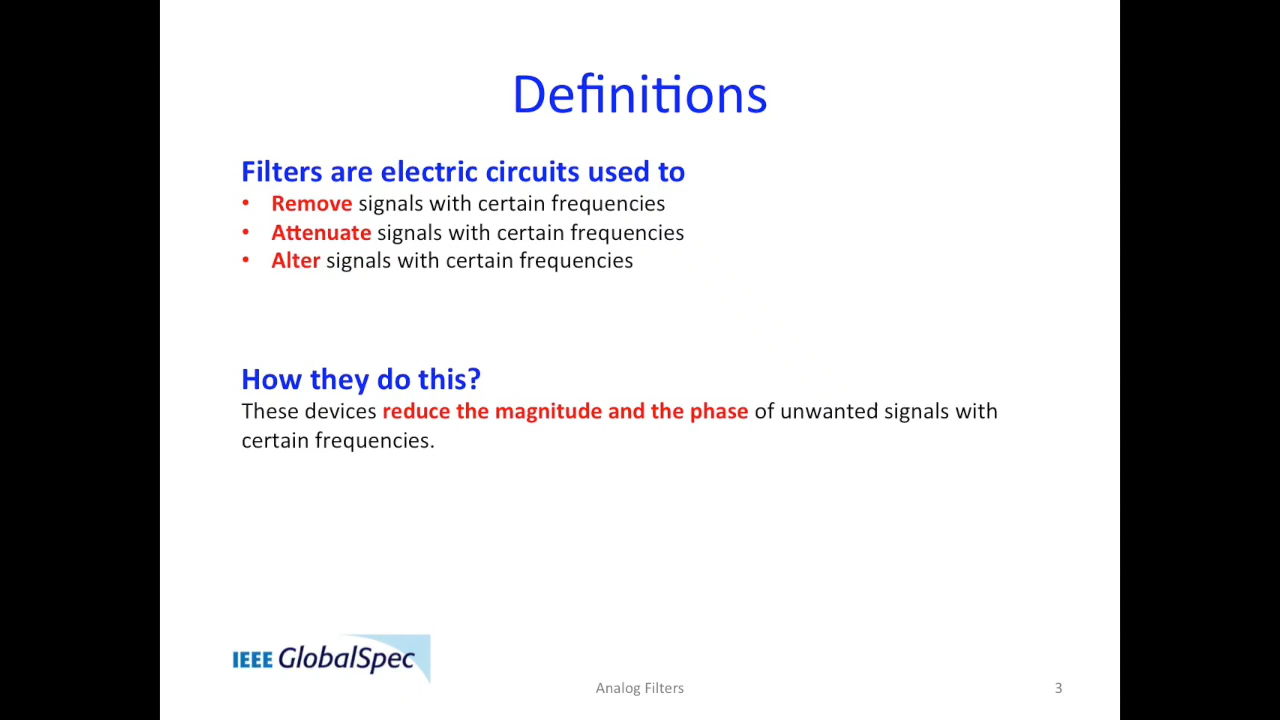 Definitions
Filters are electric circuits used to
• Remove signals with certain frequencies
• Attenuate signals with certain frequencies
• Alter signals with certain frequencies
How they do this?
These devices reduce the magnitude and the phase of unwanted signals with
certain frequencies.
IEEE GlobalSpec
Analog Filters
3